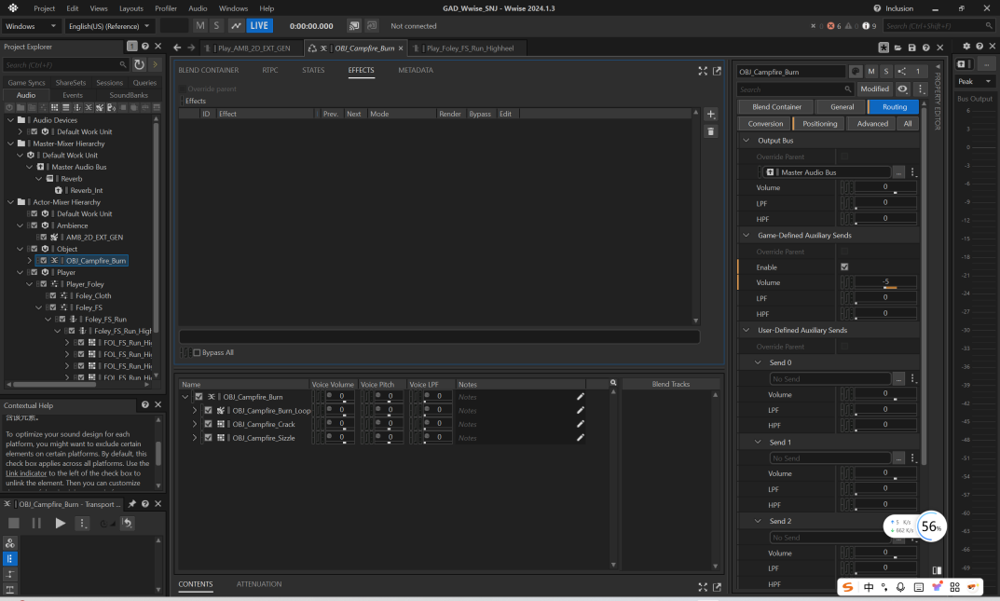 Project Edit Views Layouts Profiler Audio Windows Help
GAD_Wwise_SNJ - Wwise 2024.1.3
Inclusion
Windows English(US) (Reference) M S LIVE 0:00:00.000 Not connected 0 6 0 9 Search (Ctrl+Shift+F)
Project Explorer 1
Search (Ctrl+F)
Game Syncs ShareSets Sessions Queries
Audio Events SoundBanks
Audio Devices
Default Work Unit
Master-Mixer Hierarchy
Default Work Unit
Master Audio Bus
Reverb
Reverb_Int
Actor-Mixer Hierarchy
Default Work Unit
Ambience
AMB_2D_EXT_GEN
Object
OBJ_Campfire_Burn
Player
Player_Foley
Foley_Cloth
Foley_FS
Foley_FS_Run
Foley_FS_Run_High
FOL_FS_Run_Hi
FOL_FS_Run_Hi
FOL_FS_Run_Hi
FOL_FS_Run_Hi
Contextual Help
To optimize your sound design for each
platform, you might want to exclude certain
elements on certain platforms. By default, this
check box applies across all platforms. Use the
Link indicator to the left of the check box to
unlink the element. Then you can customize
OBJ_Campfire_Burn - Transport ...
Play_AMB_2D_EXT_GEN OBJ_Campfire_Burn Play_Foley_FS_Run_Highheel
BLEND CONTAINER RTPC STATES EFFECTS METADATA
Override parent
Effects
ID Effect Prev. Next Mode Render Bypass Edit
Bypass All
Name Voice Volume Voice Pitch Voice LPF Notes
OBJ_Campfire_Burn 0 0 0 Notes
OBJ_Campfire_Burn_Loop 0 0 0 Notes
OBJ_Campfire_Crack 0 0 0 Notes
OBJ_Campfire_Sizzle 0 0 0 Notes
Blend Tracks
CONTENTS ATTENUATION
OBJ_Campfire_Burn M S 1
Search Modified
PROPERTY EDITOR
Blend Container General Routing
Conversion Positioning Advanced All
Output Bus
Override Parent
Master Audio Bus ...
Volume 0
LPF 0
HPF 0
Game-Defined Auxiliary Sends
Override Parent
Enable
Volume -5
LPF 0
HPF 0
User-Defined Auxiliary Sends
Override Parent
Send 0
No Send ...
Volume 0
LPF 0
HPF 0
Send 1
No Send ...
Volume 0
LPF 0
HPF 0
Send 2
No Send
Volume 0
LPF 0
HPF
...
Peak
Bus Output
6
3
0
-3
-6
-9
-12
-15
-18
-21
-24
-27
-30
-33
-36
-39
-42
-45
-48
-51
-54
-57
-60
-63
-66
-69
5 K/s
662 K/s
56%
S 中